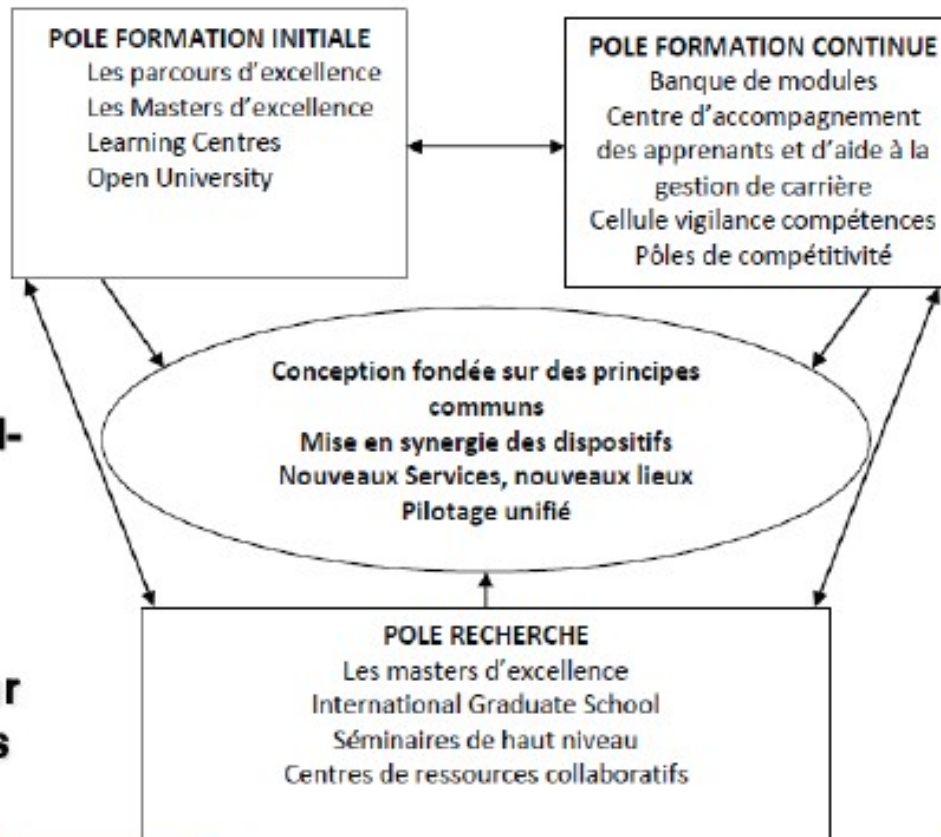 POLE FORMATION INITIALE
Les parcours d'excellence
Les Masters d'excellence
Learning Centres
Open University
POLE FORMATION CONTINUE
Banque de modules
Centre d'accompagnement
des apprenants et d'aide à la
gestion de carrière
Cellule vigilance compétences
Pôles de compétitivité
Conception fondée sur des principes
communs
Mise en synergie des dispositifs
Nouveaux Services, nouveaux lieux
Pilotage unifié
POLE RECHERCHE
Les masters d'excellence
International Graduate School
Séminaires de haut niveau
Centres de ressources collaboratifs